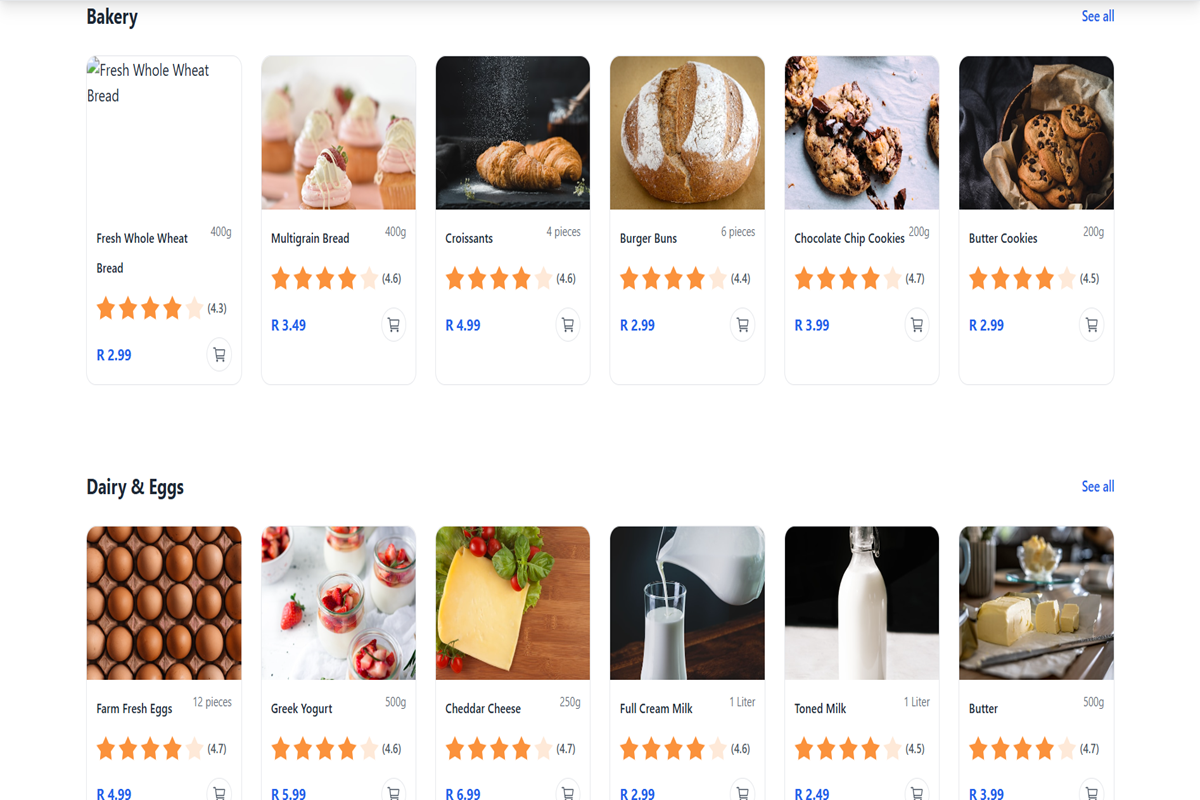 Bakery
See all
Fresh Whole Wheat
Bread
Fresh Whole Wheat
Bread
400g
(4.3)
R 2.99
Multigrain Bread
400g
(4.6)
R 3.49
Croissants
4 pieces
(4.6)
R 4.99
Burger Buns
6 pieces
(4.4)
R 2.99
Chocolate Chip Cookies
200g
(4.7)
R 3.99
Butter Cookies
200g
(4.5)
R 2.99
Dairy & Eggs
See all
Farm Fresh Eggs
12 pieces
(4.7)
R 4.99
Greek Yogurt
500g
(4.6)
R 5.99
Cheddar Cheese
250g
(4.7)
R 6.99
Full Cream Milk
1 Liter
(4.6)
R 2.99
Toned Milk
1 Liter
(4.5)
R 2.49
Butter
500g
(4.7)
R 3.99